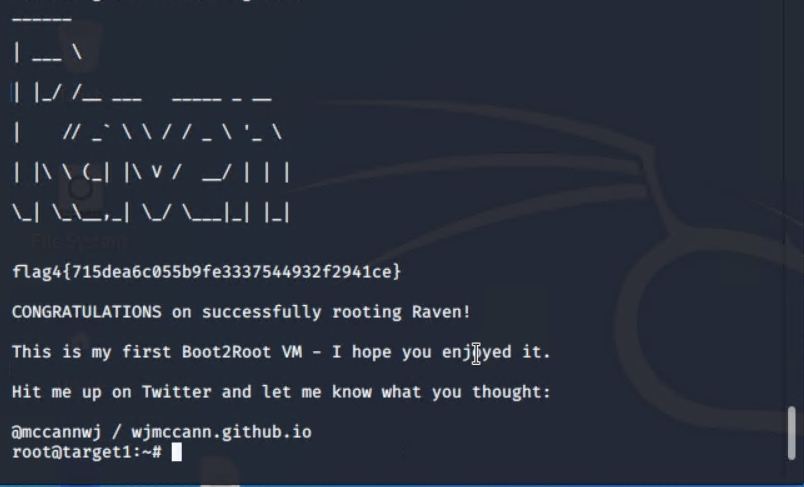 ______
| ___ \
| |_/ /__ ___   _____ _ __
|    // _` \ \ / / _ \ '_ \
| |\ \ (_| |\ V /  __/ | | |
\_| \_\__,_| \_/ \___|_| |_|
flag4{715dea6c055b9fe3337544932f2941ce}
CONGRATULATIONS on successfully rooting Raven!
This is my first Boot2Root VM - I hope you enjoyed it.
Hit me up on Twitter and let me know what you thought:
@mccannwj / wjmccann.github.io
root@target1:~#